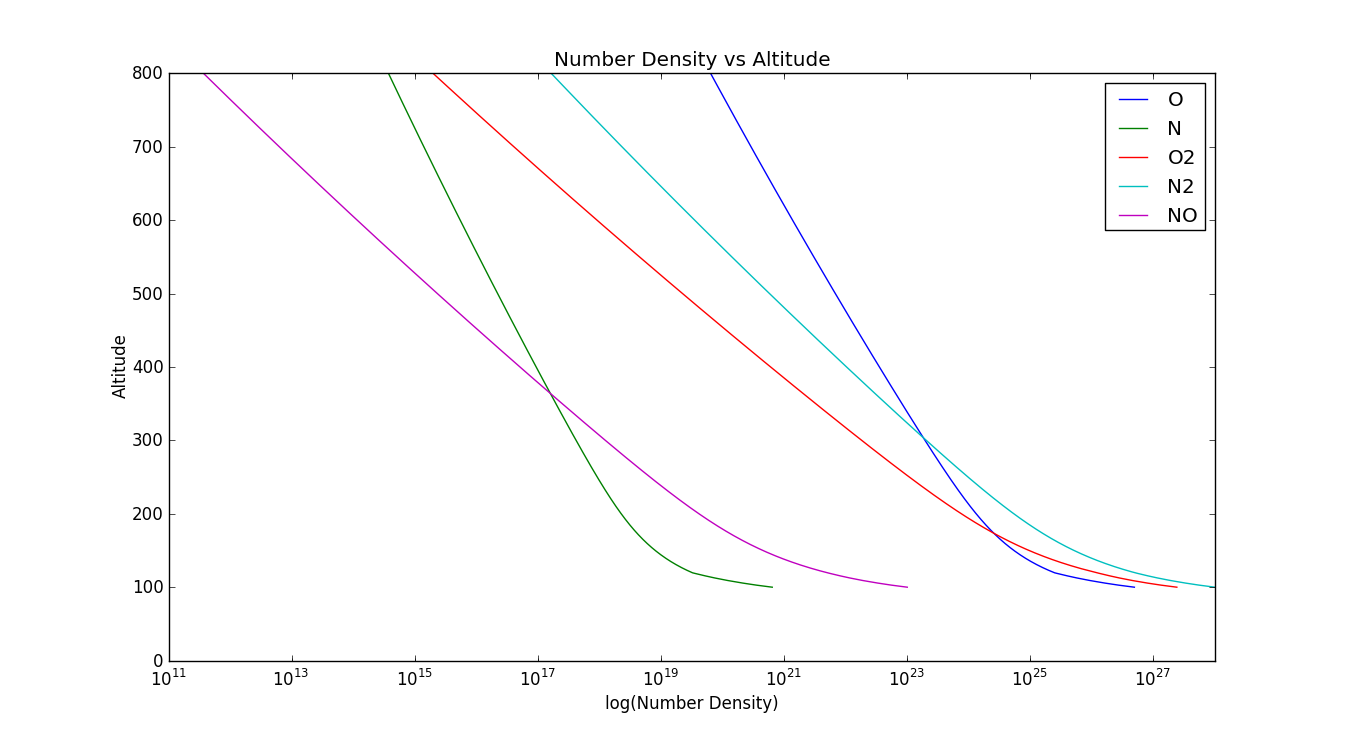 Number Density vs Altitude
800
700
600
500
400
300
200
100
0
Altitude
O
N
O2
N2
NO
10^11 10^13 10^15 10^17 10^19 10^21 10^23 10^25 10^27
log(Number Density)